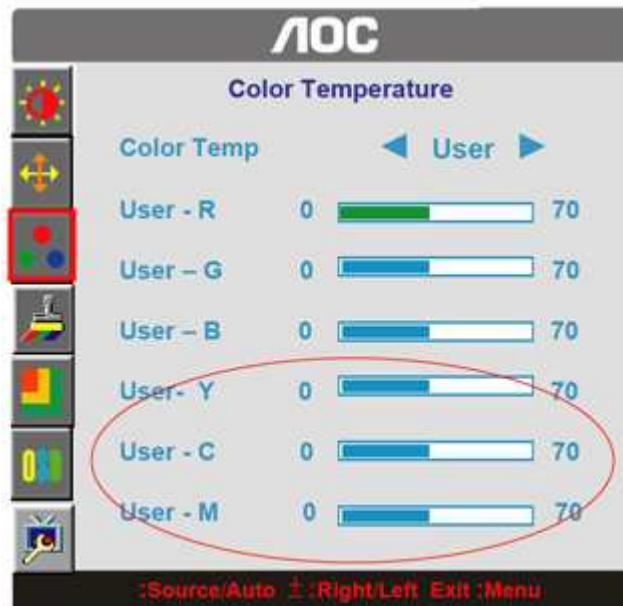 AOC
Color Temperature
Color Temp User
User - R 0 70
User – G 0 70
User – B 0 70
User- Y 0 70
User - C 0 70
User - M 0 70
:Source/Auto ± :Right/Left Exit :Menu